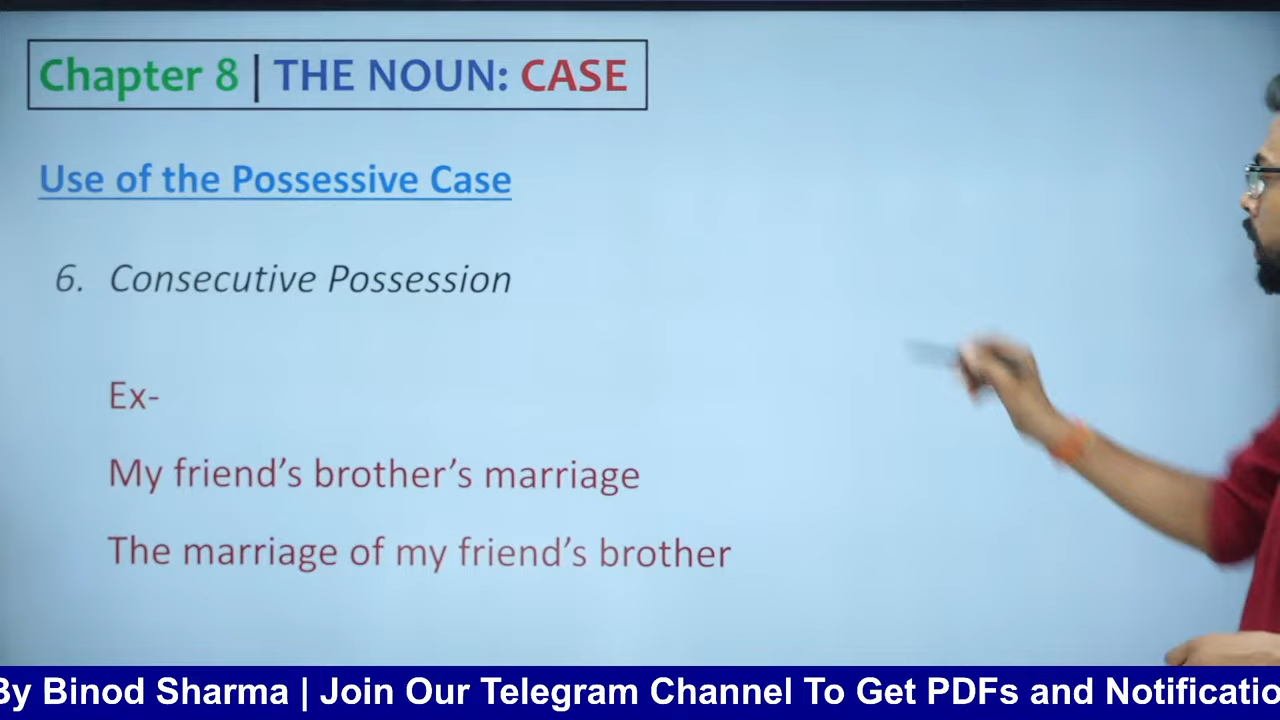 Chapter 8 | THE NOUN: CASE
Use of the Possessive Case
6. Consecutive Possession
Ex-
My friend’s brother’s marriage
The marriage of my friend’s brother
By Binod Sharma | Join Our Telegram Channel To Get PDFs and Notificatio